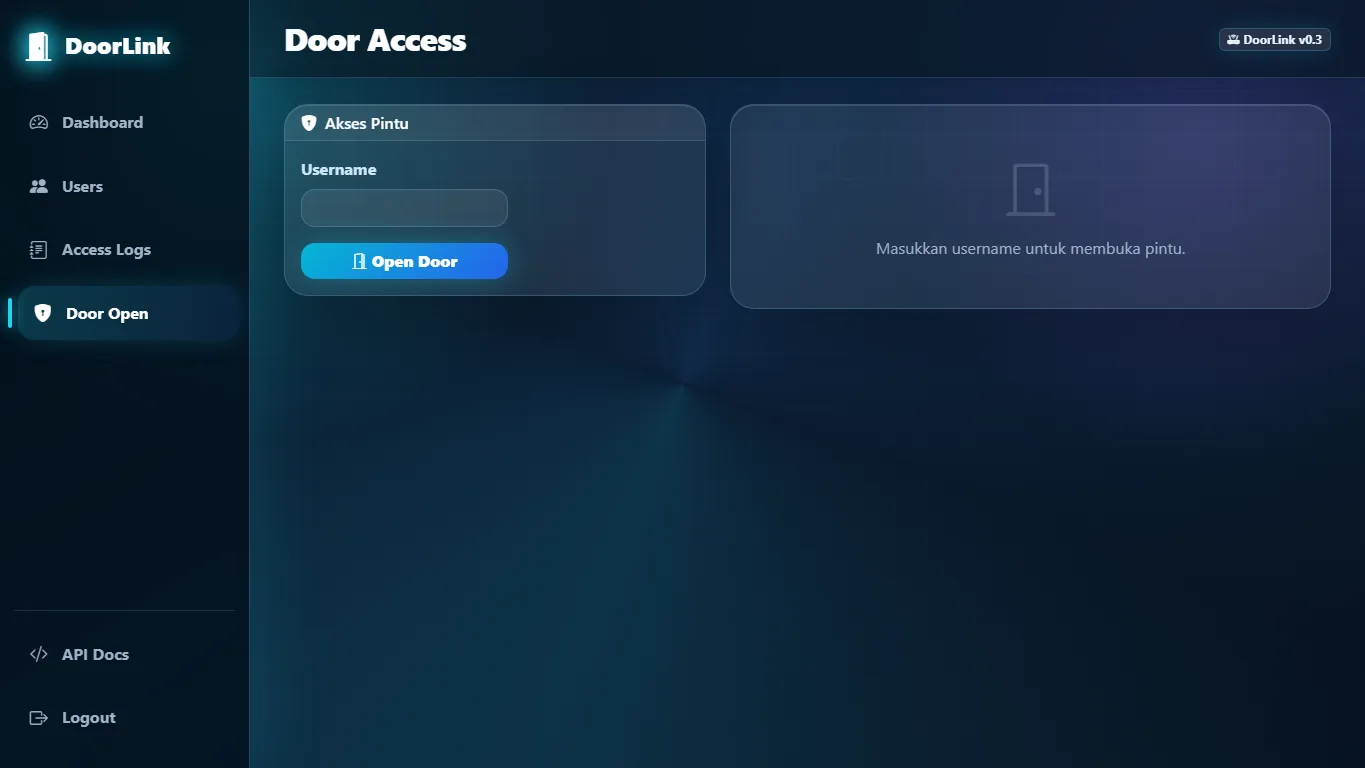 DoorLink
Door Access
DoorLink v0.3
Dashboard
Users
Access Logs
Door Open
API Docs
Logout
Akses Pintu
Username
Open Door
Masukkan username untuk membuka pintu.